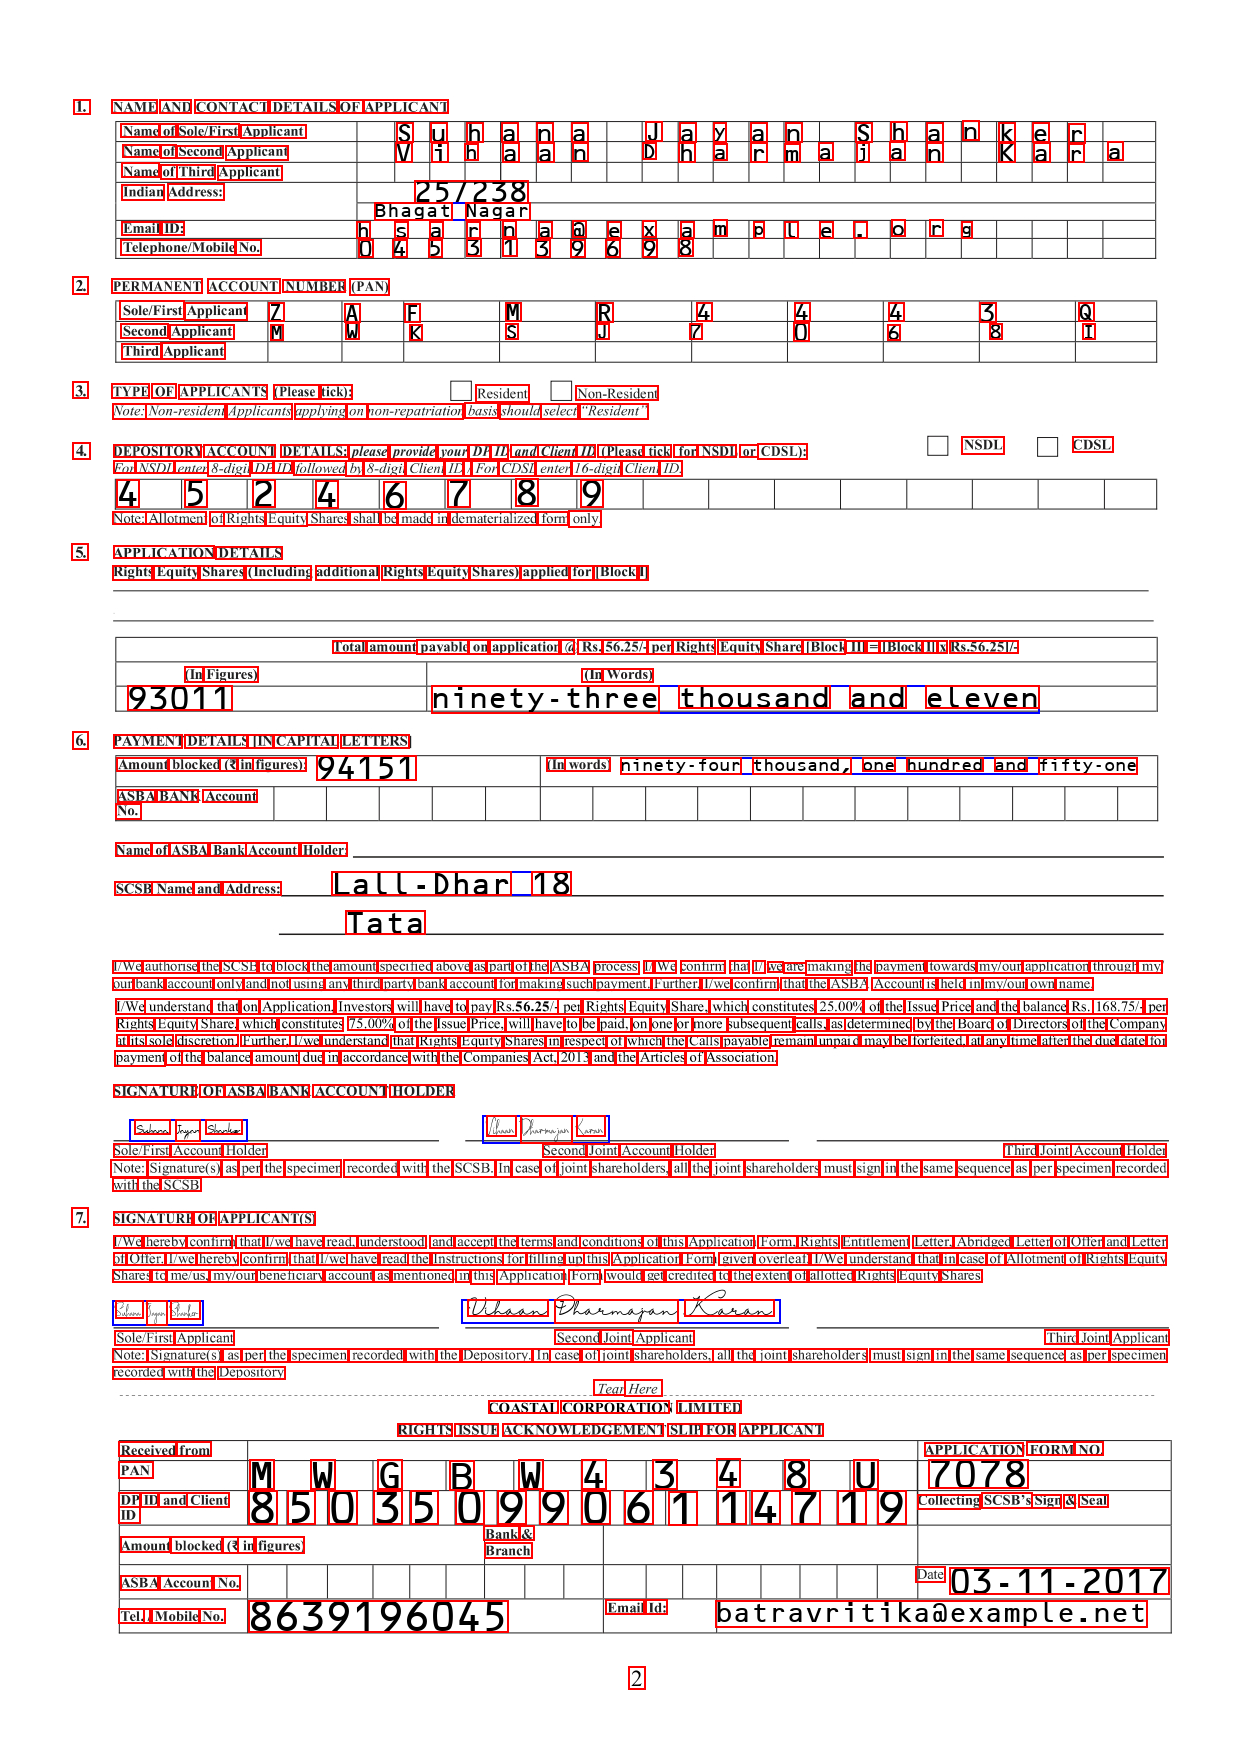 1. NAME AND CONTACT DETAILS OF APPLICANT
Name of Sole/First Applicant Suhana Jayan Shanker
Name of Second Applicant Vihaan Dharmajan Kara
Name of Third Applicant
Indian Address: 257238
Bhagat Nagar
Email ID: hsarna@example.org
Telephone/Mobile No. 0453139698
2. PERMANENT ACCOUNT NUMBER (PAN)
Sole/First Applicant Z A F M R 4 4 4 3 Q
Second Applicant M W K S J 7 0 6 8 I
Third Applicant
3. TYPE OF APPLICANTS (Please tick): Resident Non-Resident
Note: Non-resident Applicants applying on non-repatriation basis should select "Resident"
4. DEPOSITORY ACCOUNT DETAILS: please provide your DP ID and Client ID (Please tick for NSDL or CDSL): NSDL CDSL
For NSDL enter 8-digit DP ID followed by 8-digit Client ID / For CDSL enter 16-digit Client ID.
4 5 2 4 6 7 8 9
Note: Allotment of Rights Equity Shares shall be made in dematerialized form only.
5. APPLICATION DETAILS
Rights Equity Shares (Including additional Rights Equity Shares) applied for [Block I]
Total amount payable on application @ Rs. 56.25/- per Rights Equity Share [Block II] = [Block I] x Rs.56.25]/-
(In Figures) (In Words)
93011 ninety-three thousand and eleven
6. PAYMENT DETAILS [IN CAPITAL LETTERS]
Amount blocked (₹ in figures): 94151 (In words) ninety-four thousand, one hundred and fifty-one
ASBA BANK Account
No.
Name of ASBA Bank Account Holder:
SCSB Name and Address: Lall-Dhar 18
Tata
I/We authorise the SCSB to block the amount specified above as part of the ASBA process. I/ We confirm that I/ we are making the payment towards my/our application through my/
our bank account only and not using any third party bank account for making such payment. Further, I/we confirm that the ASBA Account is held in my/our own name.
I/We understand that on Application, Investors will have to pay Rs.56.25/- per Rights Equity Share, which constitutes 25.00% of the Issue Price and the balance Rs. 168.75/- per
Rights Equity Share, which constitutes 75.00% of the Issue Price, will have to be paid, on one or more subsequent calls, as determined by the Board of Directors of the Company
at its sole discretion. Further, I/we understand that Rights Equity Shares in respect of which the Calls payable remain unpaid may be forfeited, at any time after the due date for
payment of the balance amount due in accordance with the Companies Act, 2013 and the Articles of Association.
SIGNATURE OF ASBA BANK ACCOUNT HOLDER
Suhana Jayan Shanker Vihaan Dharmajan Karan
Sole/First Account Holder Second Joint Account Holder Third Joint Account Holder
Note: Signature(s) as per the specimen recorded with the SCSB. In case of joint shareholders, all the joint shareholders must sign in the same sequence as per specimen recorded
with the SCSB
7. SIGNATURE OF APPLICANT(S)
I/We hereby confirm that I/we have read, understood and accept the terms and conditions of this Application Form, Rights Entitlement Letter, Abridged Letter of Offer and Letter
of Offer. I/we hereby confirm that I/we have read the Instructions for filling up this Application Form given overleaf. I/We understand that in case of Allotment of Rights Equity
Shares to me/us, my/our beneficiary account as mentioned in this Application Form would get credited to the extent of allotted Rights Equity Shares
Suhana Jayan Shanker Vihaan Dharmajan Karan
Sole/First Applicant Second Joint Applicant Third Joint Applicant
Note: Signature(s) as per the specimen recorded with the Depository. In case of joint shareholders, all the joint shareholders must sign in the same sequence as per specimen
recorded with the Depository
Tear Here
COASTAL CORPORATION LIMITED
RIGHTS ISSUE ACKNOWLEDGEMENT SLIP FOR APPLICANT
Received from APPLICATION FORM NO.
PAN M W G B W 4 3 4 8 U 7078
DP ID and Client ID 8503509906114719 Collecting SCSB's Sign & Seal
Amount blocked (₹ in figures) Bank & Branch
ASBA Account No. Date 03-11-2017
Tel./ Mobile No. 8639196045 Email Id: batravritika@example.net
2